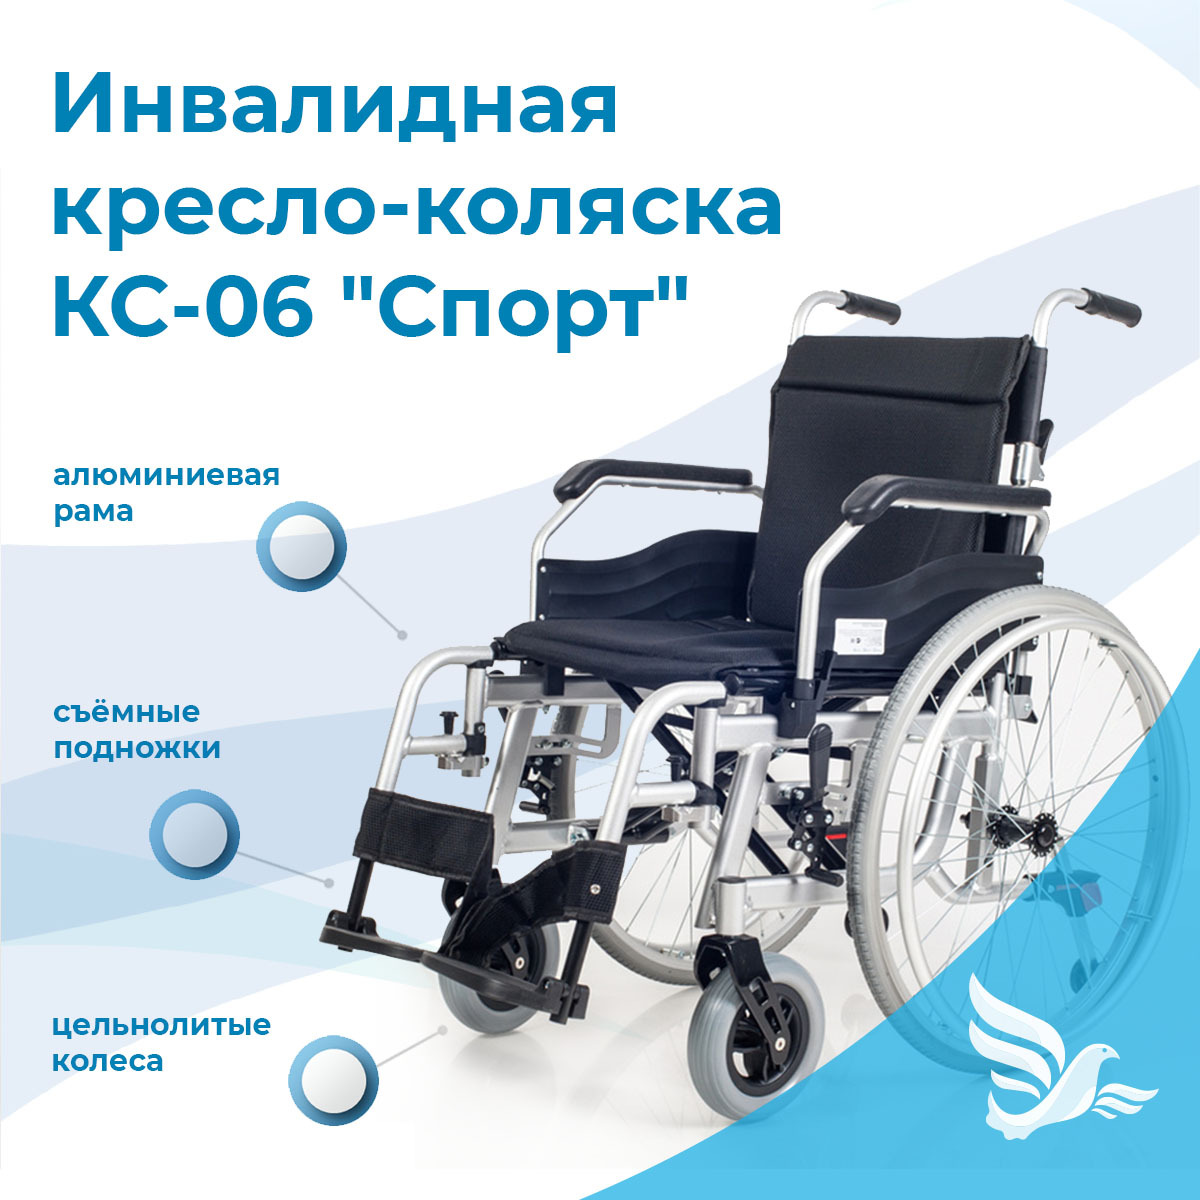 Инвалидная
кресло-коляска
КС-06 "Спорт"
алюминиевая
рама
съёмные
подножки
цельнолитые
колеса